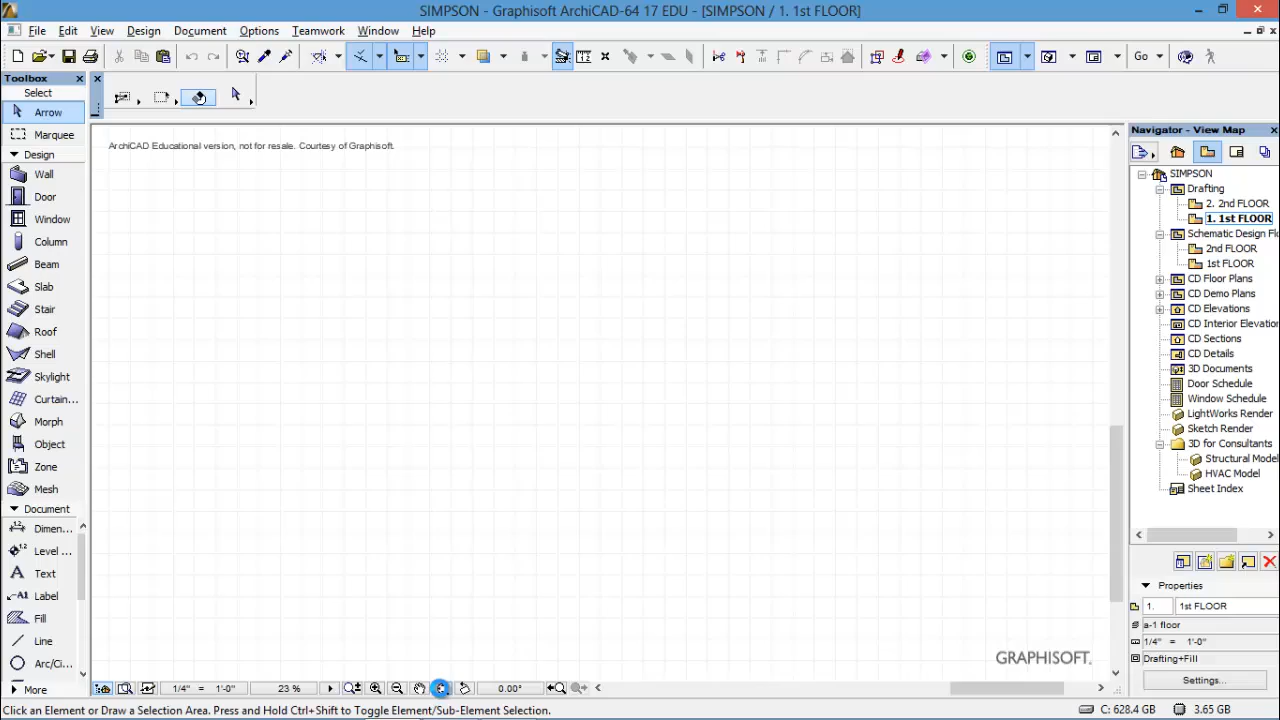 SIMPSON - Graphisoft ArchiCAD-64 17 EDU - [SIMPSON / 1. 1st FLOOR]
File Edit View Design Document Options Teamwork Window Help
Go
Toolbox
Select
Arrow
Marquee
Design
Wall
Door
Window
Column
Beam
Slab
Stair
Roof
Shell
Skylight
Curtain...
Morph
Object
Zone
Mesh
Document
Dimen...
Level ...
Text
Label
Fill
Line
Arc/Ci...
More
ArchiCAD Educational version, not for resale. Courtesy of Graphisoft.
GRAPHISOFT.
Navigator - View Map
SIMPSON
Drafting
2. 2nd FLOOR
1. 1st FLOOR
Schematic Design Flo
2nd FLOOR
1st FLOOR
CD Floor Plans
CD Demo Plans
CD Elevations
CD Interior Elevatio
CD Sections
CD Details
3D Documents
Door Schedule
Window Schedule
LightWorks Render
Sketch Render
3D for Consultants
Structural Model
HVAC Model
Sheet Index
Properties
1. 1st FLOOR
a-1 floor
1/4" = 1'-0"
Drafting+Fill
Settings...
1/4" = 1'-0" 23 % 0.00°
Click an Element or Draw a Selection Area. Press and Hold Ctrl+Shift to Toggle Element/Sub-Element Selection.
C: 628.4 GB 3.65 GB